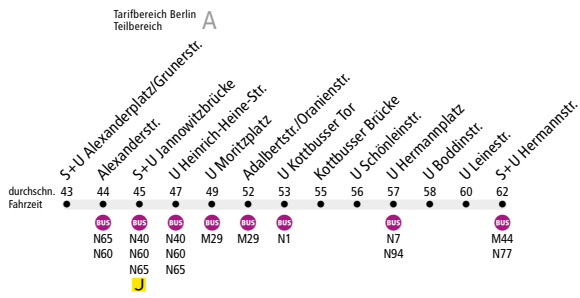 Tarifbereich Berlin
Teilbereich
A
S+U Alexanderplatz/Grunerstr.
Alexanderstr.
S+U Jannowitzbrücke
U Heinrich-Heine-Str.
U Moritzplatz
Adalbertstr./Oranienstr.
U Kottbusser Tor
Kottbusser Brücke
U Schönleinstr.
U Hermannplatz
U Boddinstr.
U Leinestr.
S+U Hermannstr.
durchschn. 43 44 45 47 49 52 53 55 56 57 58 60 62
Fahrzeit
BUS BUS BUS BUS BUS BUS BUS BUS
N65 N40 N40 M29 M29 N1 N7 M44
N60 N60 N60 N94 N77
N65 N65
J